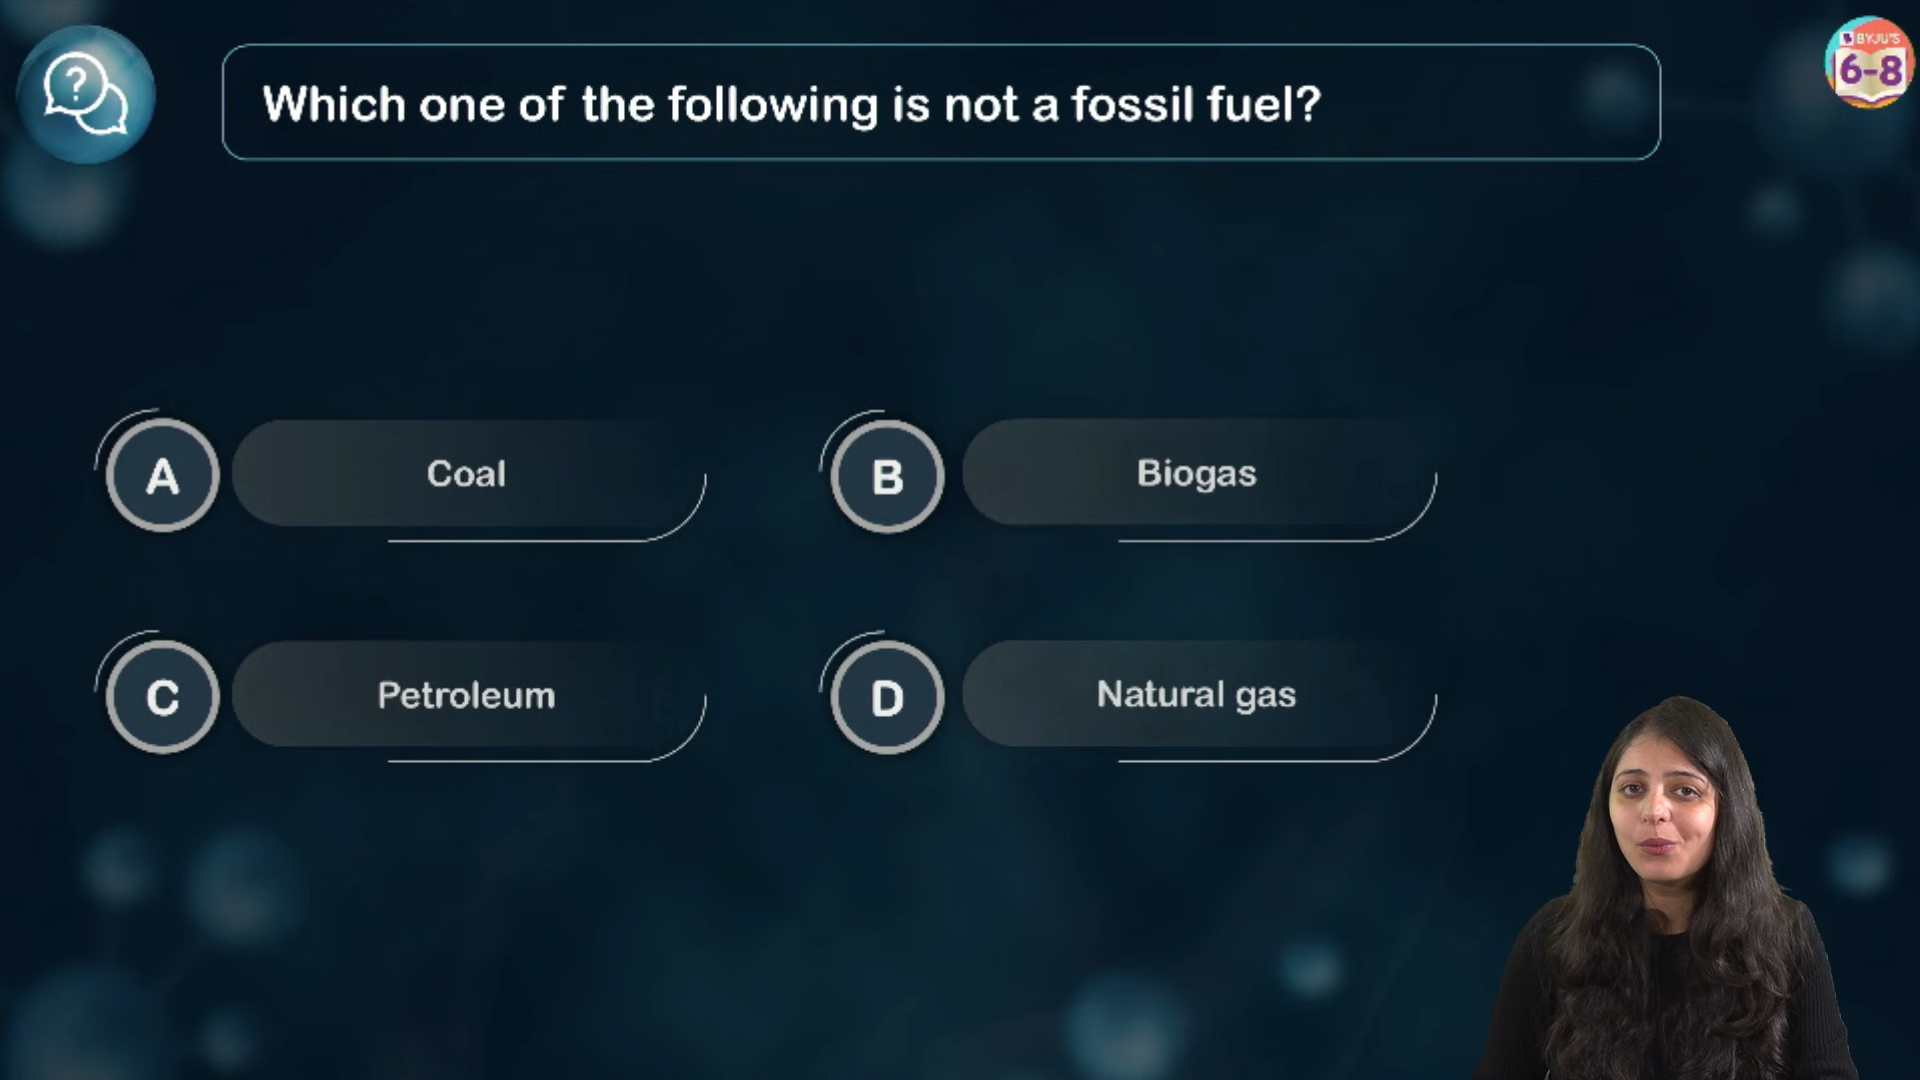 ?
Which one of the following is not a fossil fuel?
BYJU'S
6-8
A
Coal
B
Biogas
C
Petroleum
D
Natural gas